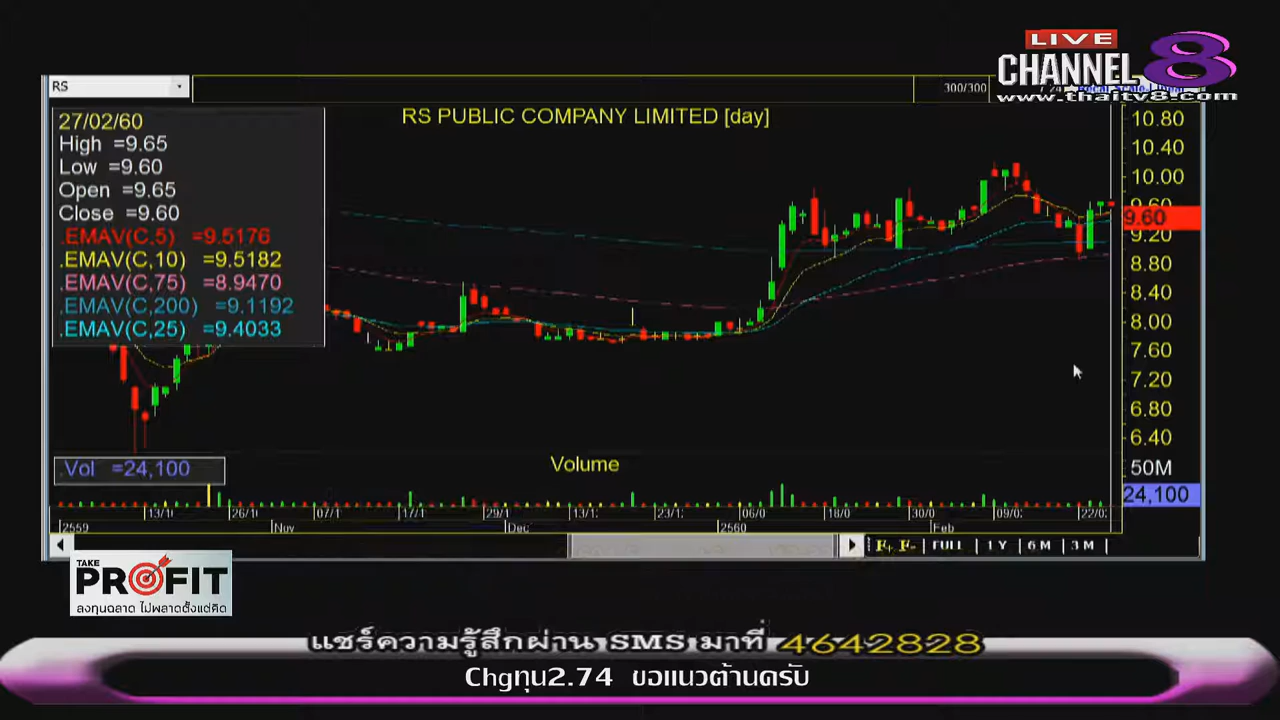 LIVE
CHANNEL 8
www.thaitv8.com
RS
300/300
RS PUBLIC COMPANY LIMITED [day]
27/02/60
High =9.65
Low =9.60
Open =9.65
Close =9.60
.EMAV(C,5) =9.5176
.EMAV(C,10) =9.5182
.EMAV(C,75) =8.9470
.EMAV(C,200) =9.1192
.EMAV(C,25) =9.4033
10.80
10.40
10.00
9.60
9.60
9.20
8.80
8.40
8.00
7.60
7.20
6.80
6.40
.Vol =24,100
Volume
50M
24,100
13/1 26/1 07/1 17/1 29/1 13/1 23/1 06/0 18/0 30/0 09/0 22/0
2559 Nov Dec 2560 Feb
F+ F- FULL 1 Y 6 M 3 M
TAKE
PROFIT
ลงทุนฉลาด ไม่พลาดตั้งแต่คิด
แชร์ความรู้สึกผ่าน SMS มาที่ 4642828
Chgทุน2.74 ขอแนวต้านครับ